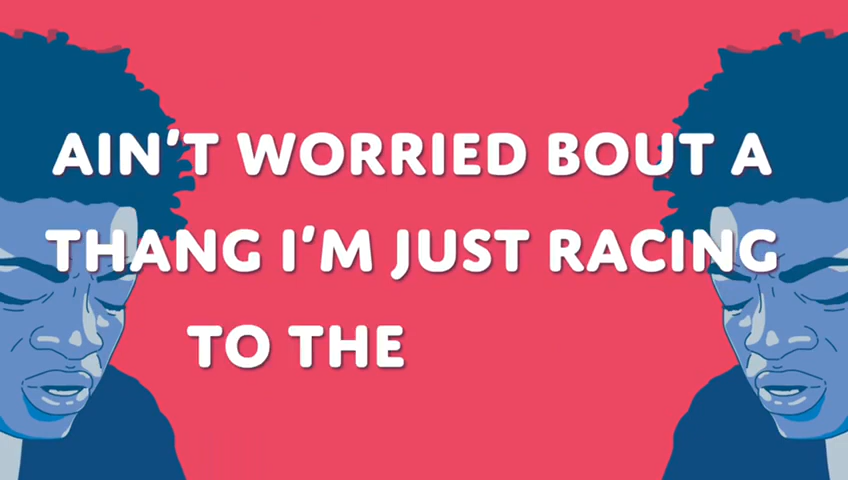 AIN'T WORRIED BOUT A
THANG I'M JUST RACING
TO THE